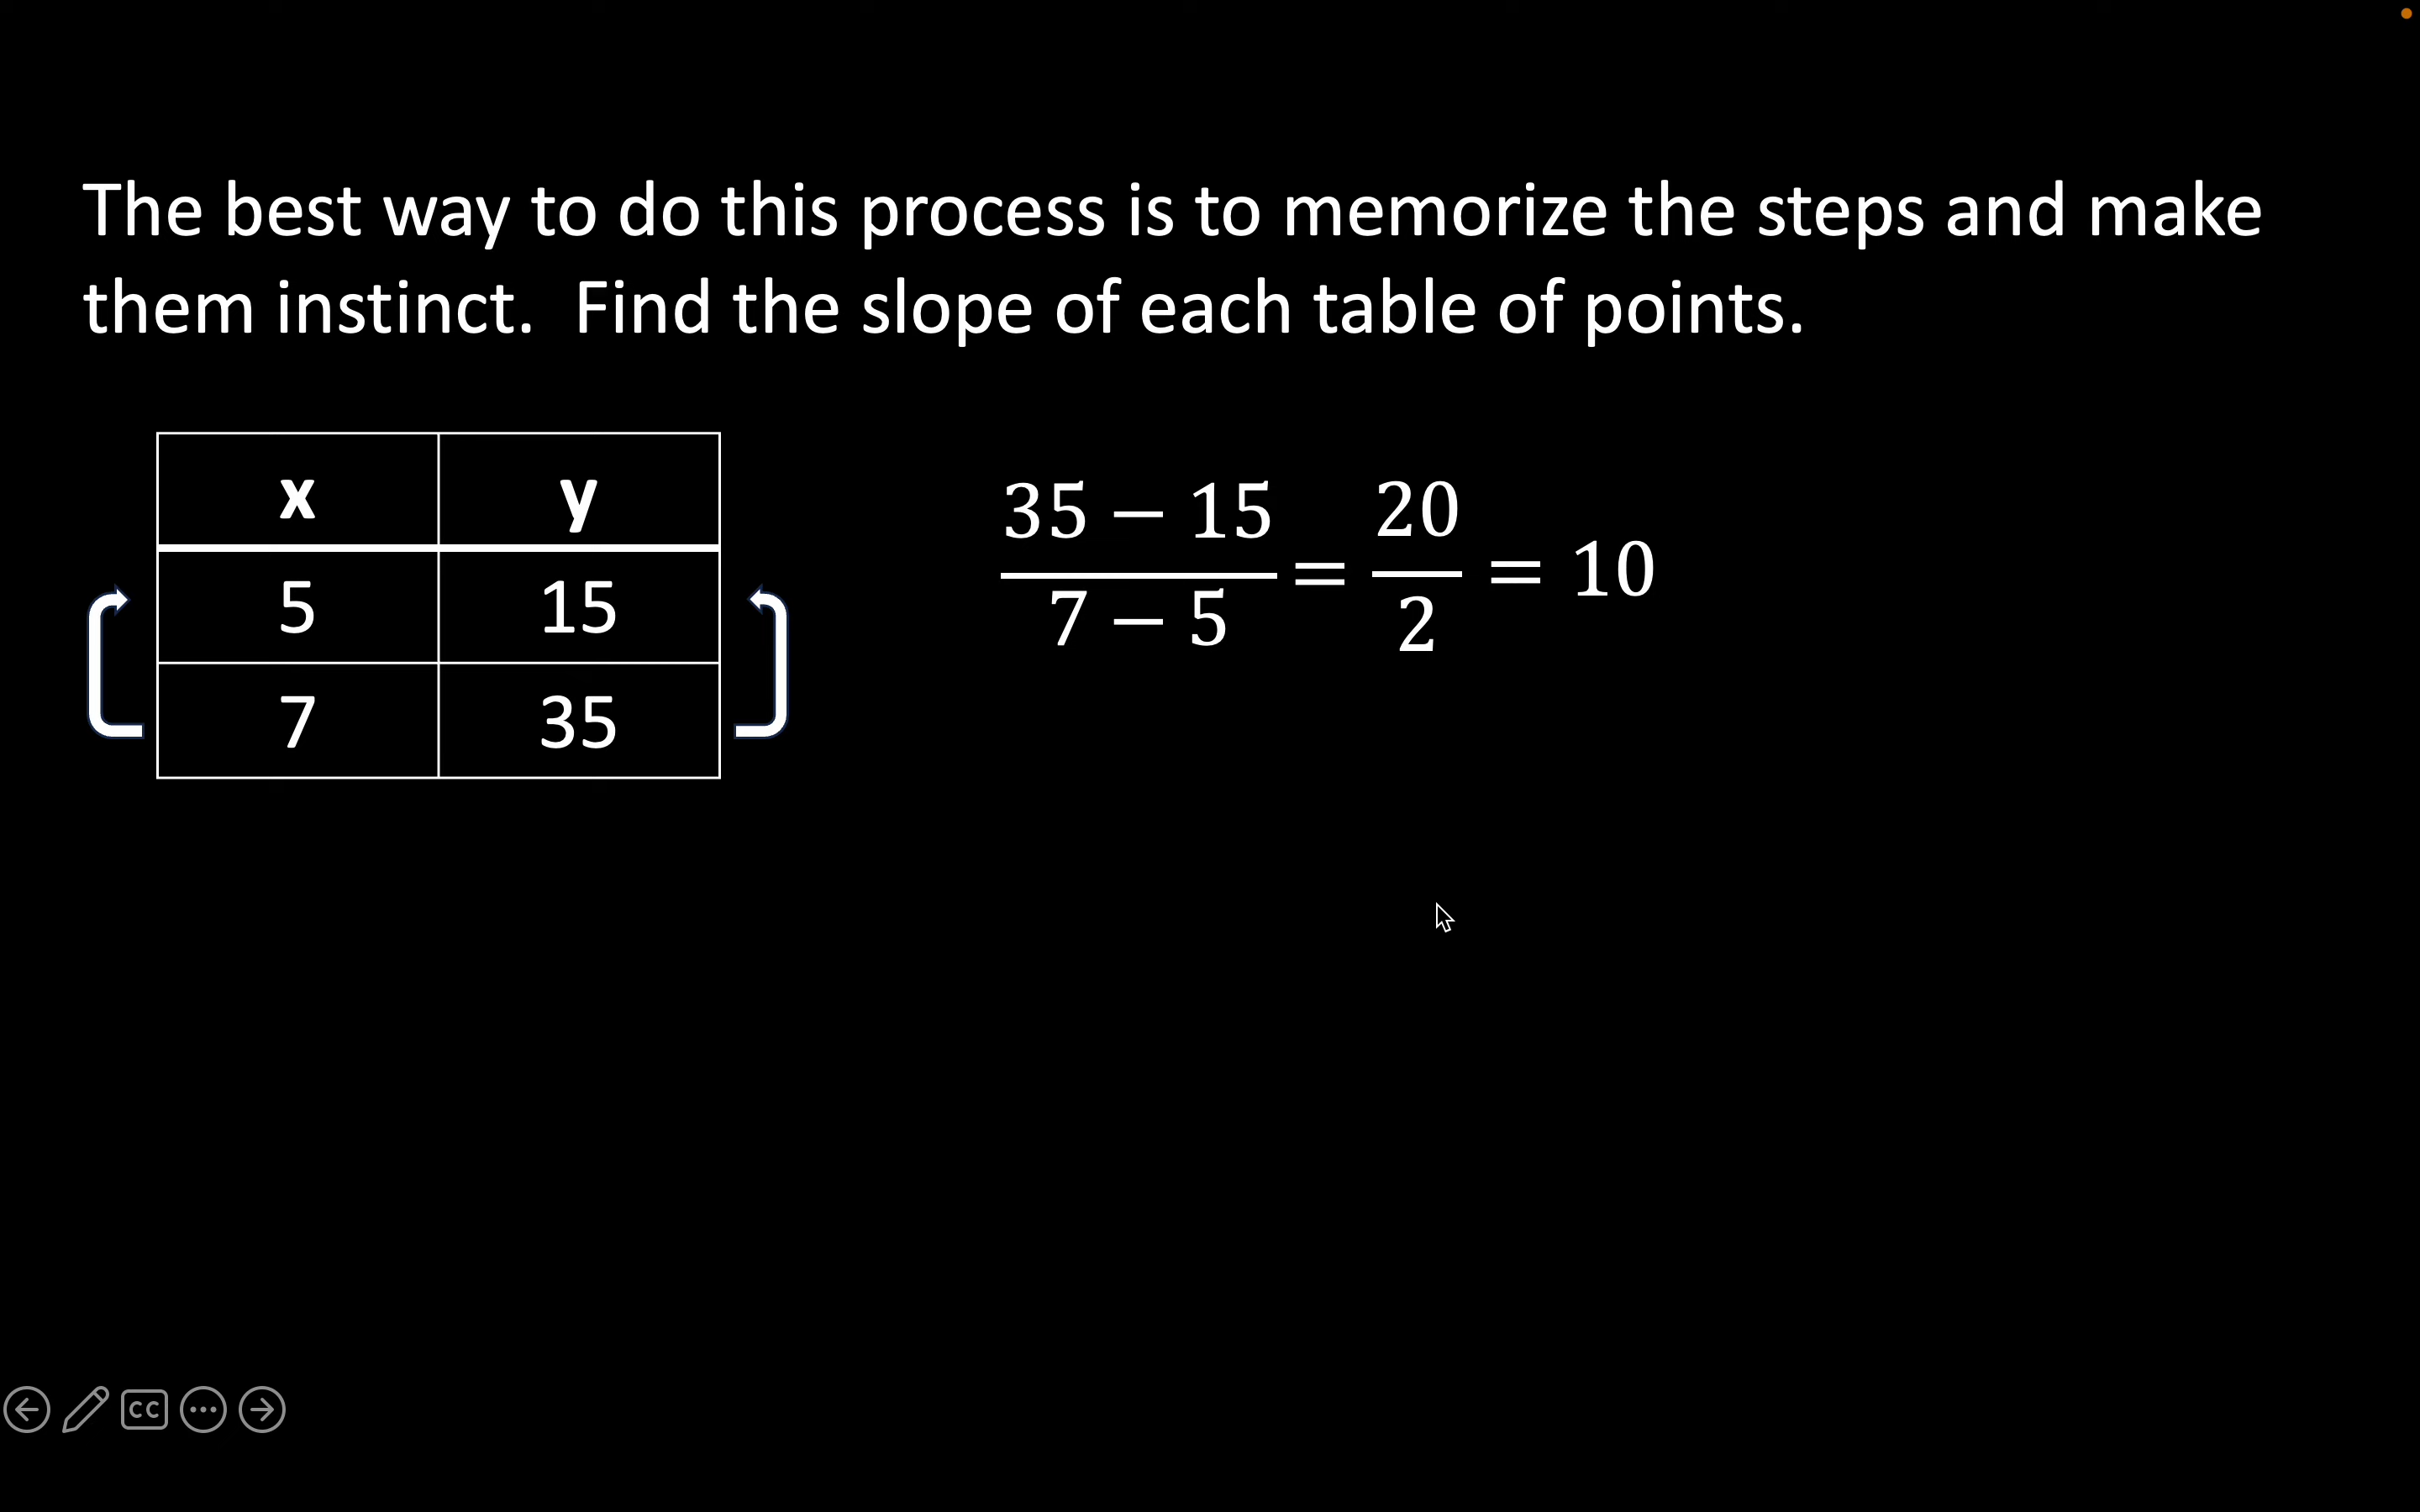 The best way to do this process is to memorize the steps and make
them instinct.  Find the slope of each table of points.
x y
5 15
7 35
35 − 15
7 − 5
=
20
2
= 10
CC